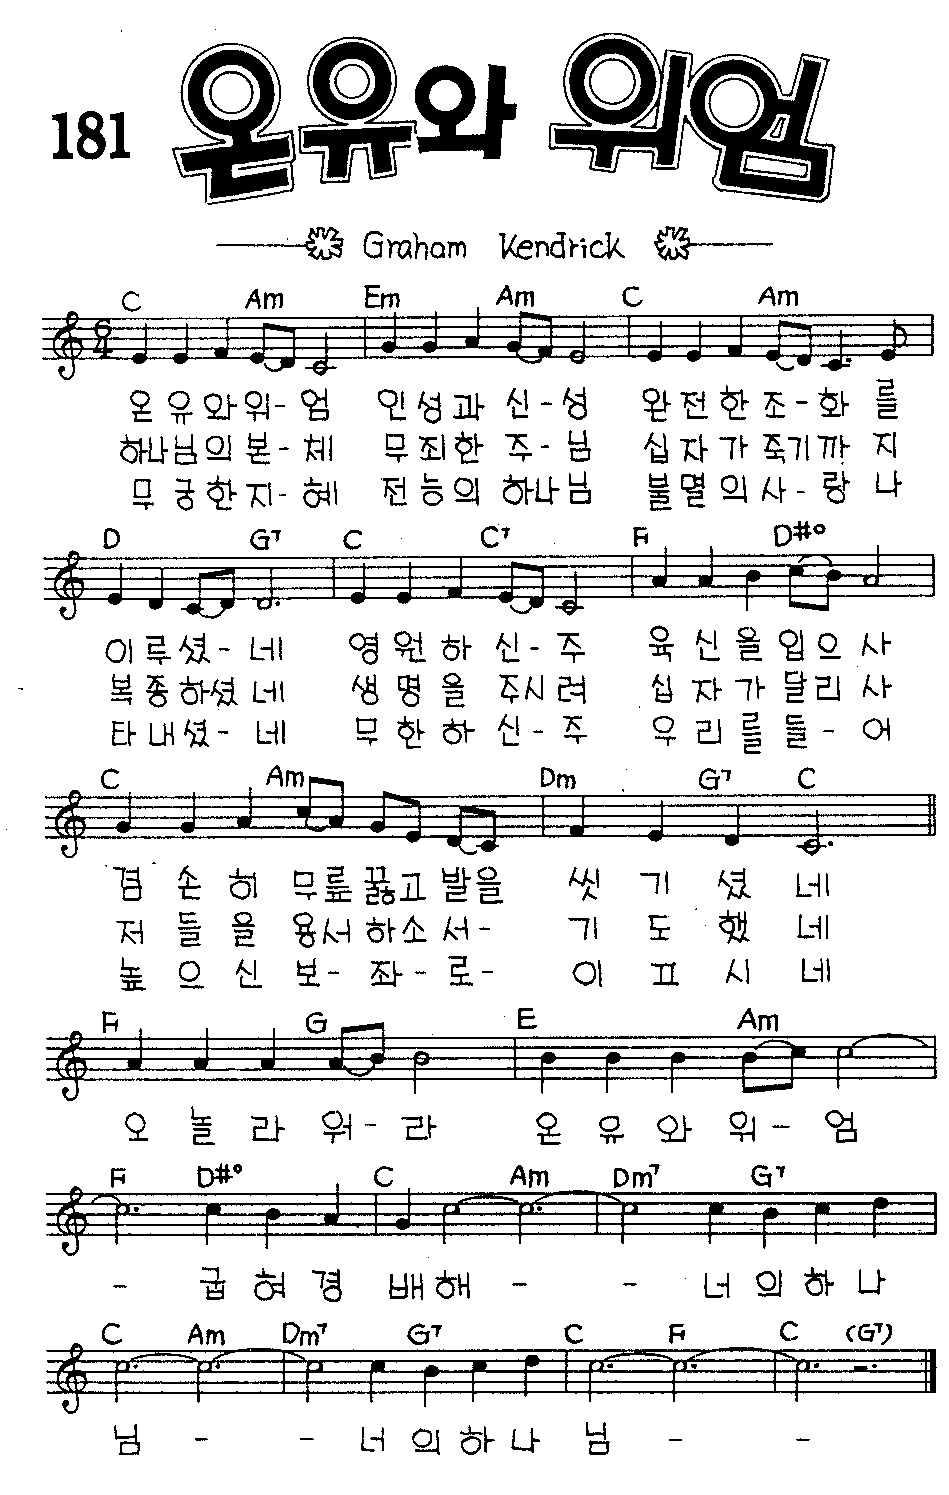 181 온유와 위엄
Graham Kendrick
C Am Em Am C Am
온유와위-엄 인성과 신-성 완전한조-화를
하나님의본-체 무죄한 주-님 십자가죽기까지
무궁한지-혜 전능의 하나님 불멸의사-랑나
D G7 C C7 F D#o
이루셨-네 영원하 신-주 육신을입으사
복종하셨네 생명을 주시려 십자가달리사
타내셨-네 무한하 신-주 우리를들-어
C Am Dm G7 C
겸손히 무릎꿇고발을 씻기셨네
저들을용서하소서- 기도했네
높으신보-좌-로- 이끄시네
F G E Am
오놀라워-라 온유와위-엄
F D#o C Am Dm7 G7
- 굽혀경배해 - - 너의하나
C Am Dm7 G7 C F C (G7)
님 - - 너의하나님 - -